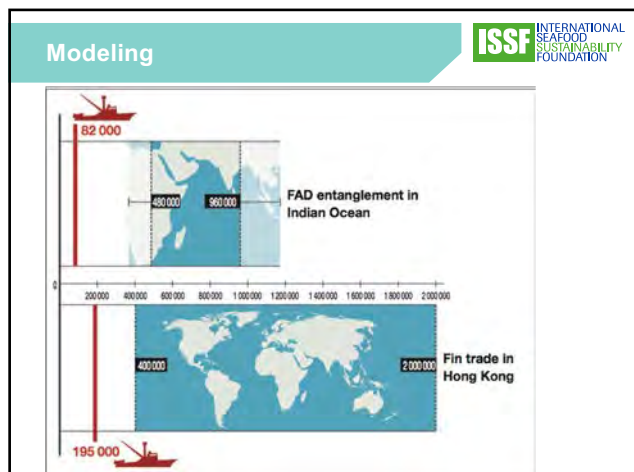 Modeling
ISSF
INTERNATIONAL
SEAFOOD
SUSTAINABILITY
FOUNDATION
82 000
480 000
960 000
FAD entanglement in
Indian Ocean
0
200 000 400 000 600 000 800 000 1 000 000 1 200 000 1 400 000 1 600 000 1 800 000 2 000 000
400 000
2 000 000
Fin trade in
Hong Kong
195 000